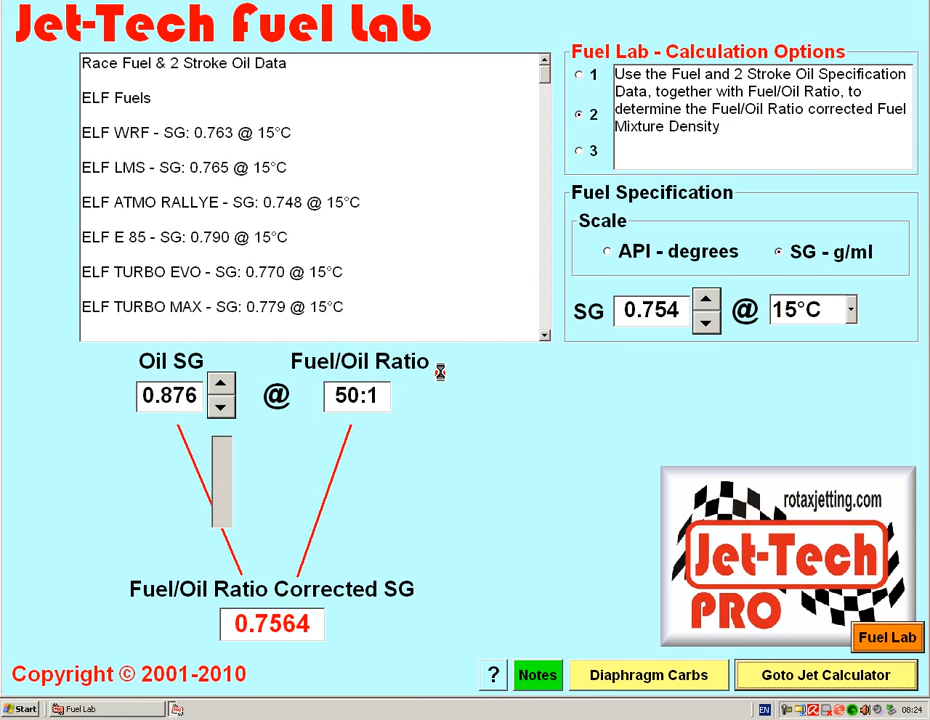 Jet-Tech Fuel Lab
Race Fuel & 2 Stroke Oil Data
ELF Fuels
ELF WRF - SG: 0.763 @ 15°C
ELF LMS - SG: 0.765 @ 15°C
ELF ATMO RALLYE - SG: 0.748 @ 15°C
ELF E 85 - SG: 0.790 @ 15°C
ELF TURBO EVO - SG: 0.770 @ 15°C
ELF TURBO MAX - SG: 0.779 @ 15°C
Fuel Lab - Calculation Options
1
2
3
Use the Fuel and 2 Stroke Oil Specification
Data, together with Fuel/Oil Ratio, to
determine the Fuel/Oil Ratio corrected Fuel
Mixture Density
Fuel Specification
Scale
API - degrees
SG - g/ml
SG 0.754 @ 15°C
Oil SG
Fuel/Oil Ratio
0.876 @ 50:1
Fuel/Oil Ratio Corrected SG
0.7564
rotaxjetting.com
Jet-Tech
PRO
Fuel Lab
Copyright © 2001-2010
?
Notes
Diaphragm Carbs
Goto Jet Calculator
Start
Fuel Lab
EN
08:24